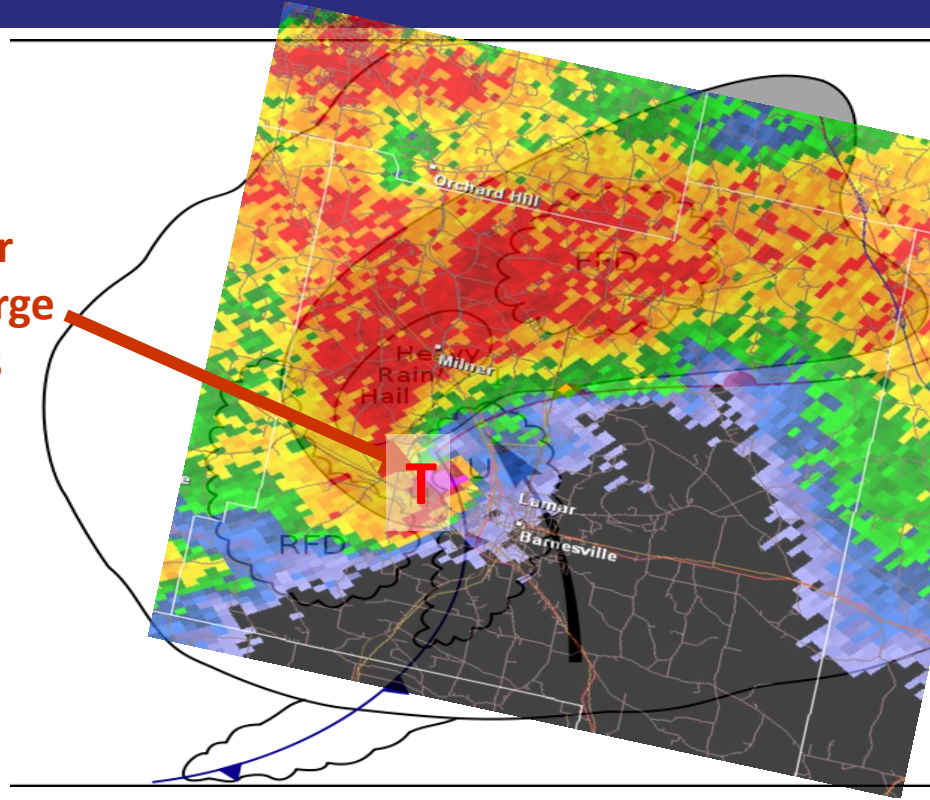 Orchard Hill
FFD
V
r
rge
s
Milner
Heavy
Rain
Hail
T
U
Lamar
e
Barnesville
RFD